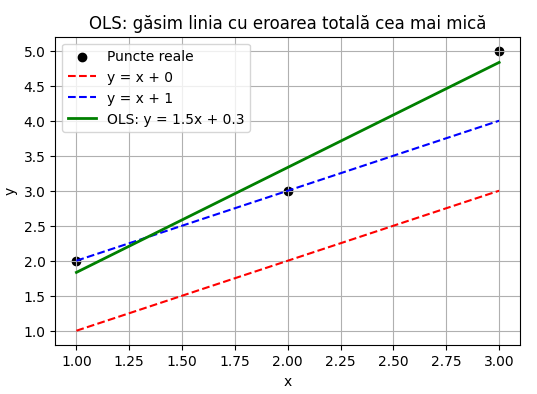 OLS: găsim linia cu eroarea totală cea mai mică
Puncte reale
y = x + 0
y = x + 1
OLS: y = 1.5x + 0.3
5.0
4.5
4.0
3.5
3.0
2.5
2.0
1.5
1.0
y
1.00 1.25 1.50 1.75 2.00 2.25 2.50 2.75 3.00
x